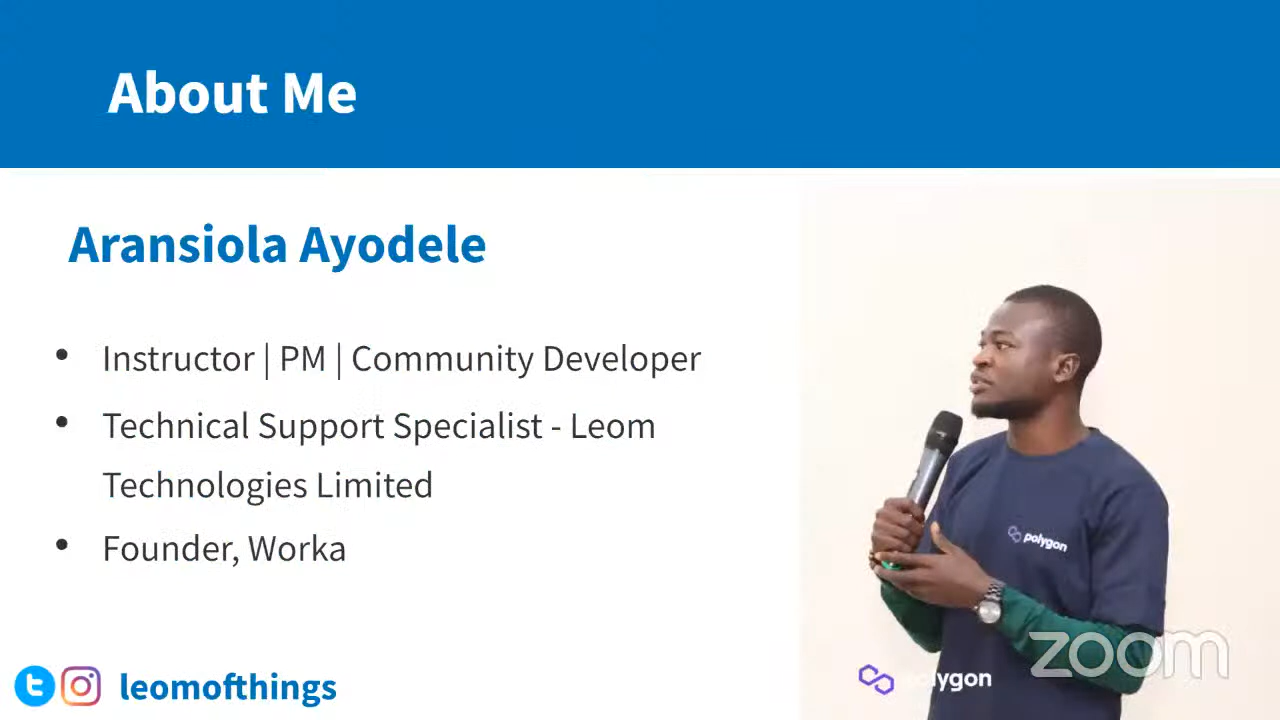 About Me
Aransiola Ayodele
• Instructor | PM | Community Developer
• Technical Support Specialist - Leom
Technologies Limited
• Founder, Worka
polygon
leomofthings
polygon
zoom